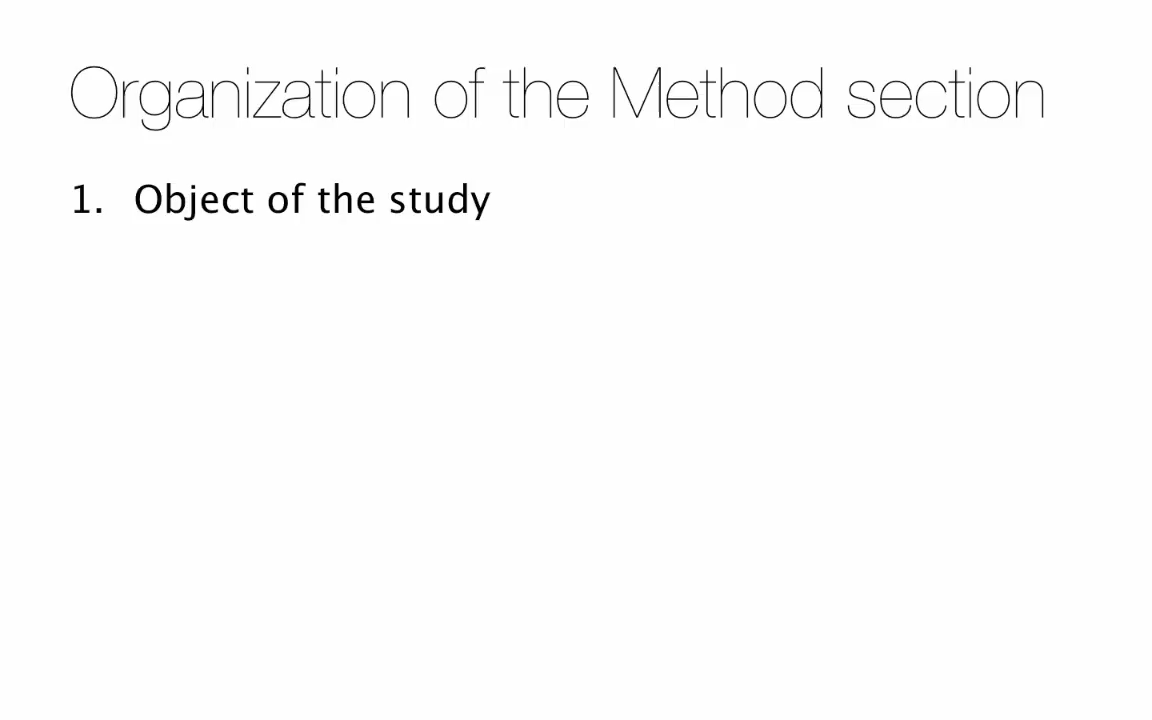 Organization of the Method section
1. Object of the study